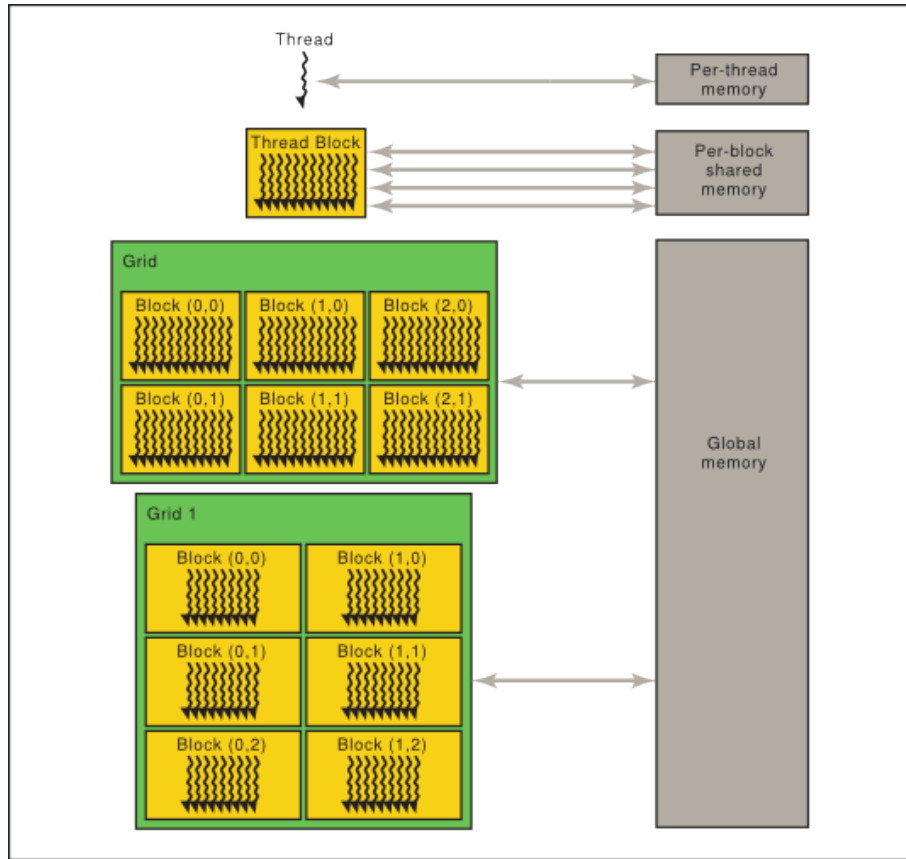 Thread
Per-thread
memory
Thread Block
Per-block
shared
memory
Grid
Block (0,0) Block (1,0) Block (2,0)
Block (0,1) Block (1,1) Block (2,1)
Global
memory
Grid 1
Block (0,0) Block (1,0)
Block (0,1) Block (1,1)
Block (0,2) Block (1,2)